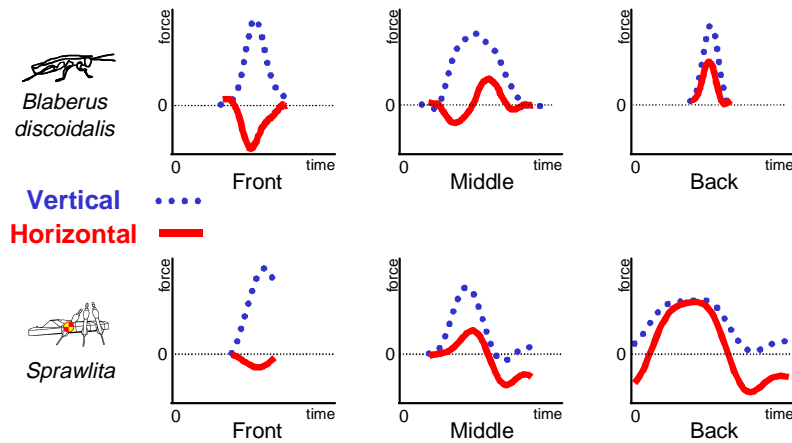 force
force
force
Blaberus
discoidalis
0
0
0
0
time
0
time
0
time
Front
Middle
Back
Vertical
Horizontal
force
force
force
Sprawlita
0
0
0
0
time
0
time
0
time
Front
Middle
Back